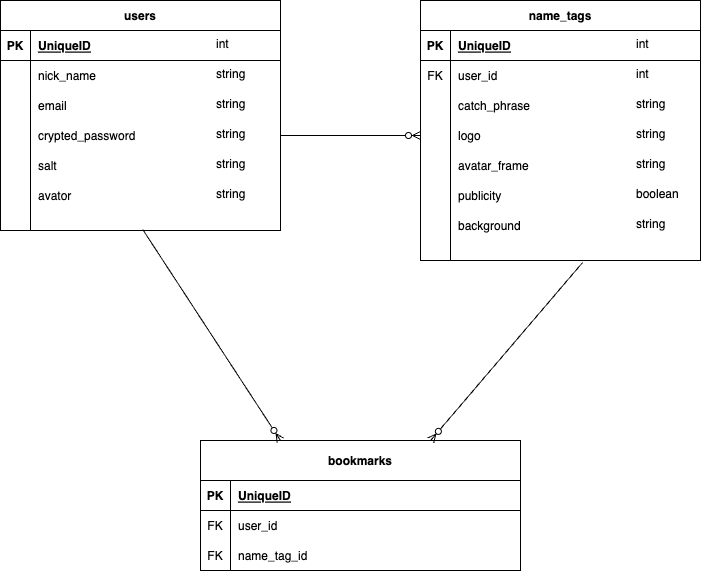 users
PK UniqueID int
nick_name string
email string
crypted_password string
salt string
avator string
name_tags
PK UniqueID int
FK user_id int
catch_phrase string
logo string
avatar_frame string
publicity boolean
background string
bookmarks
PK UniqueID
FK user_id
FK name_tag_id